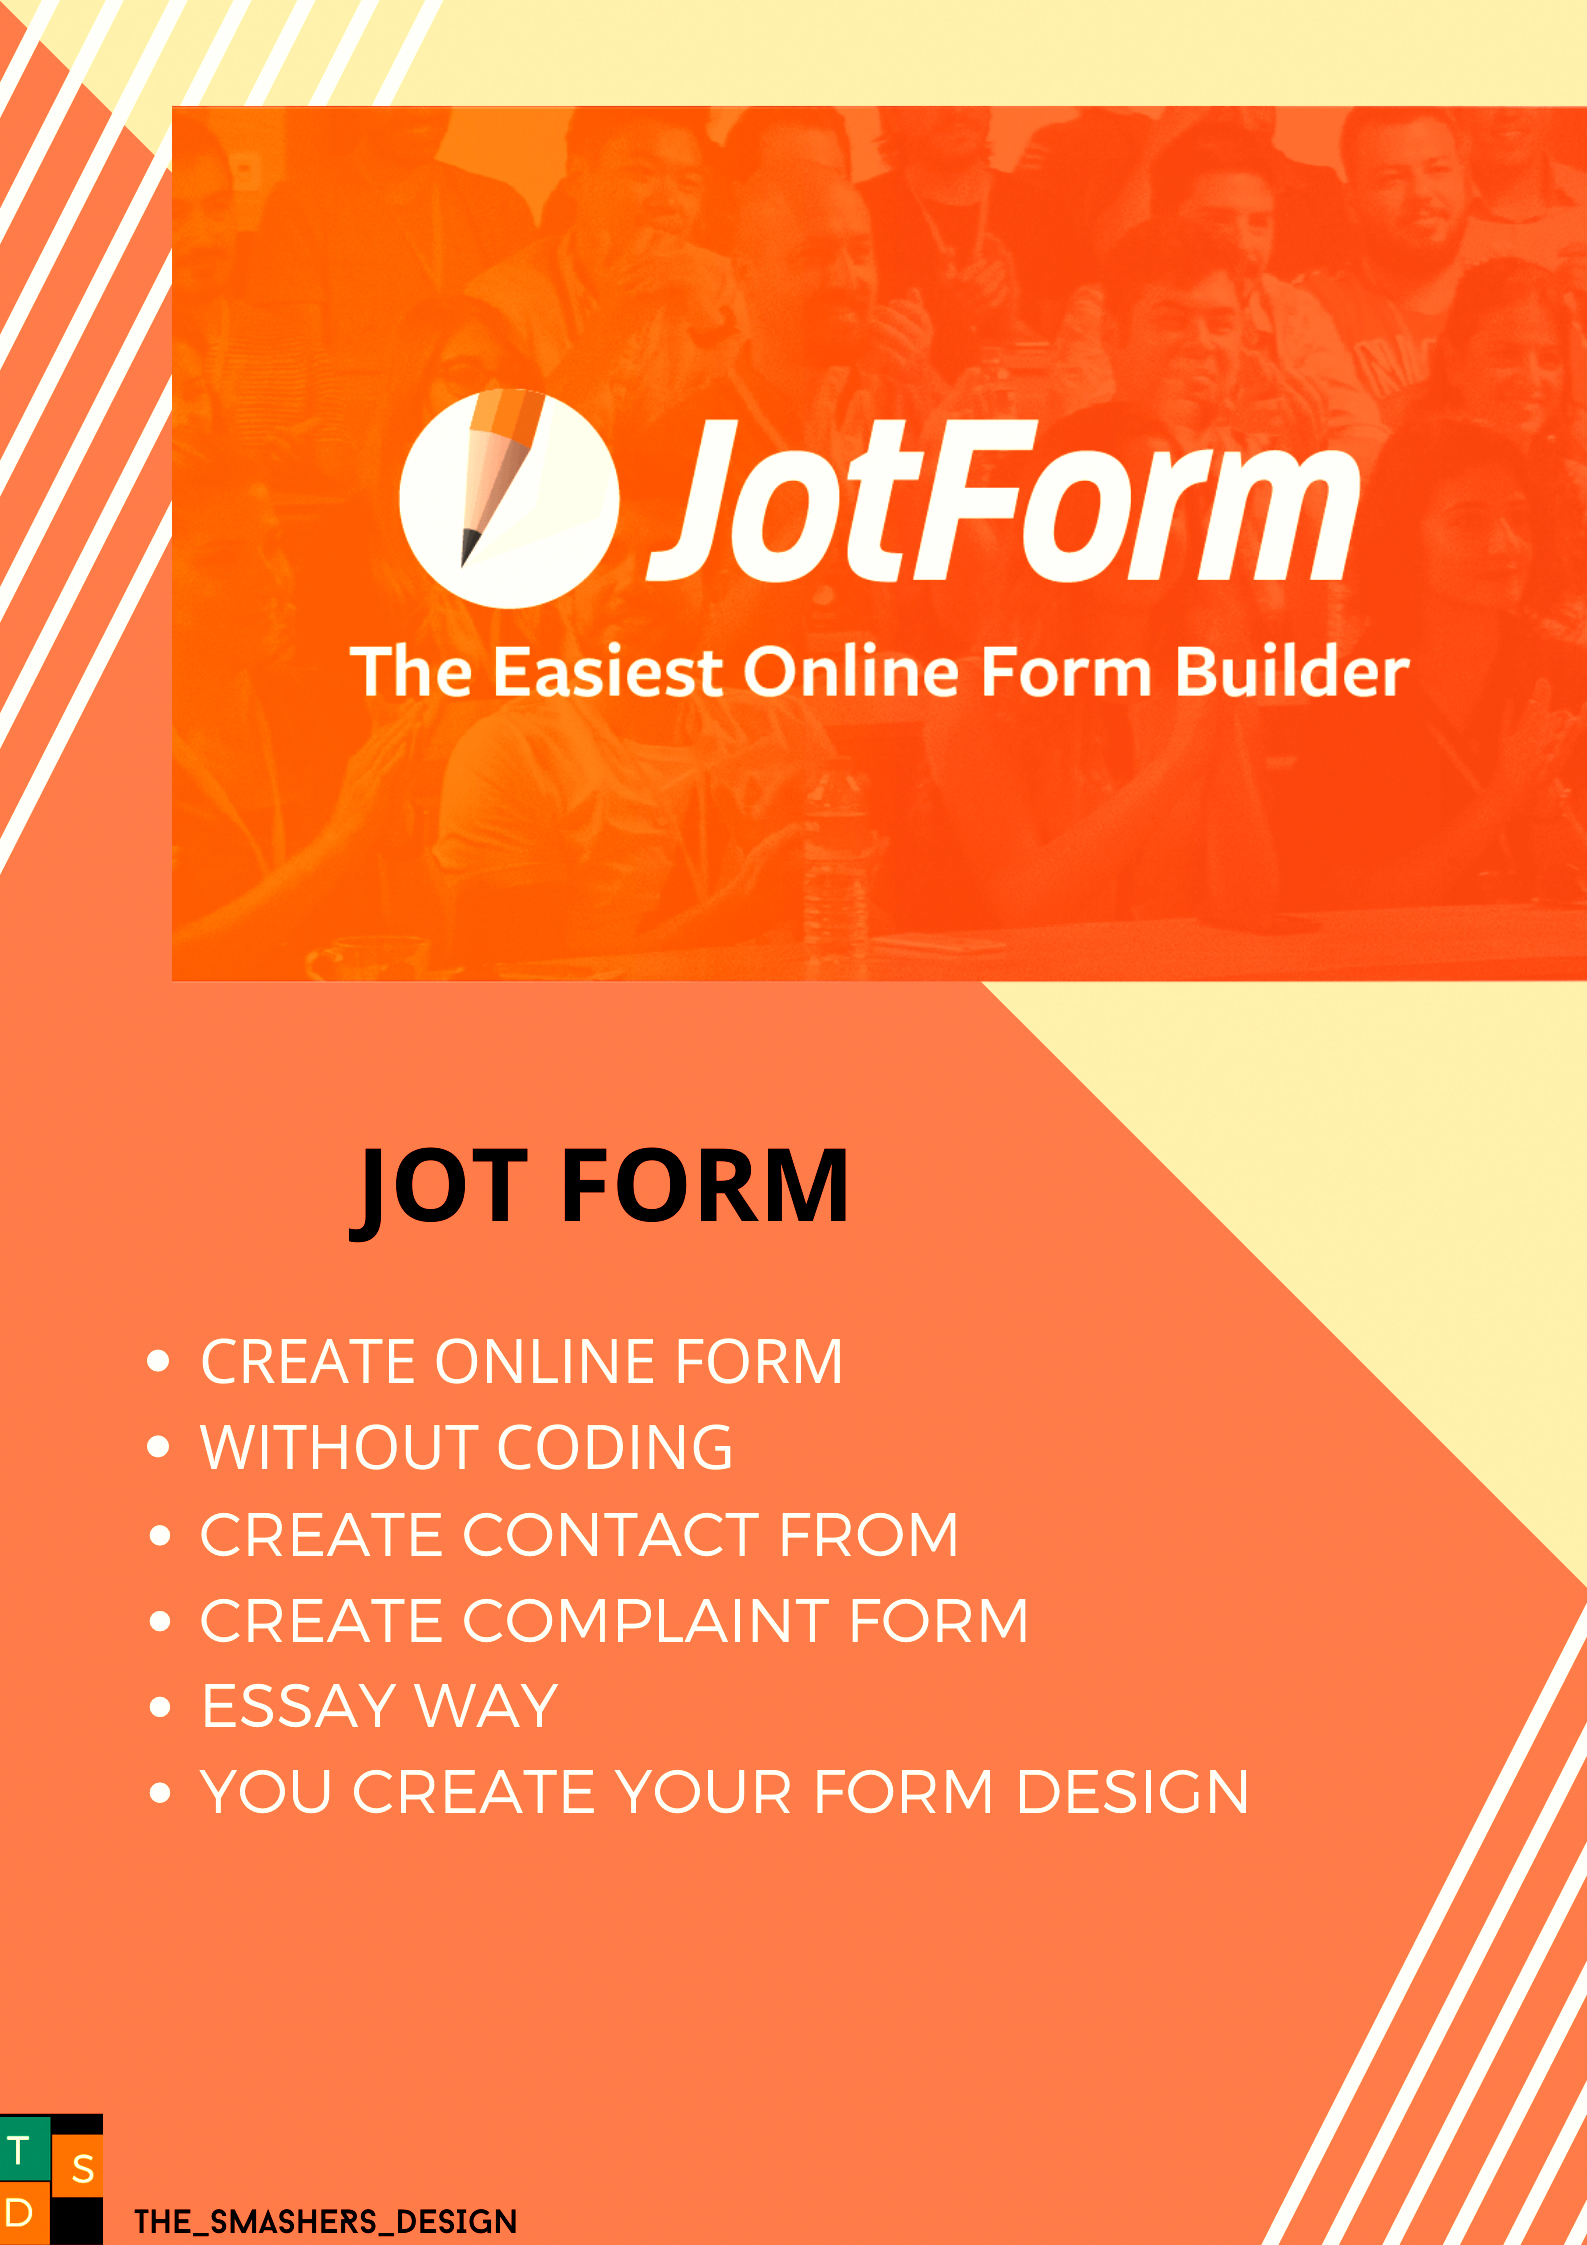 JotForm
The Easiest Online Form Builder
JOT FORM
CREATE ONLINE FORM
WITHOUT CODING
CREATE CONTACT FROM
CREATE COMPLAINT FORM
ESSAY WAY
YOU CREATE YOUR FORM DESIGN
T
S
D
THE_SMASHERS_DESIGN